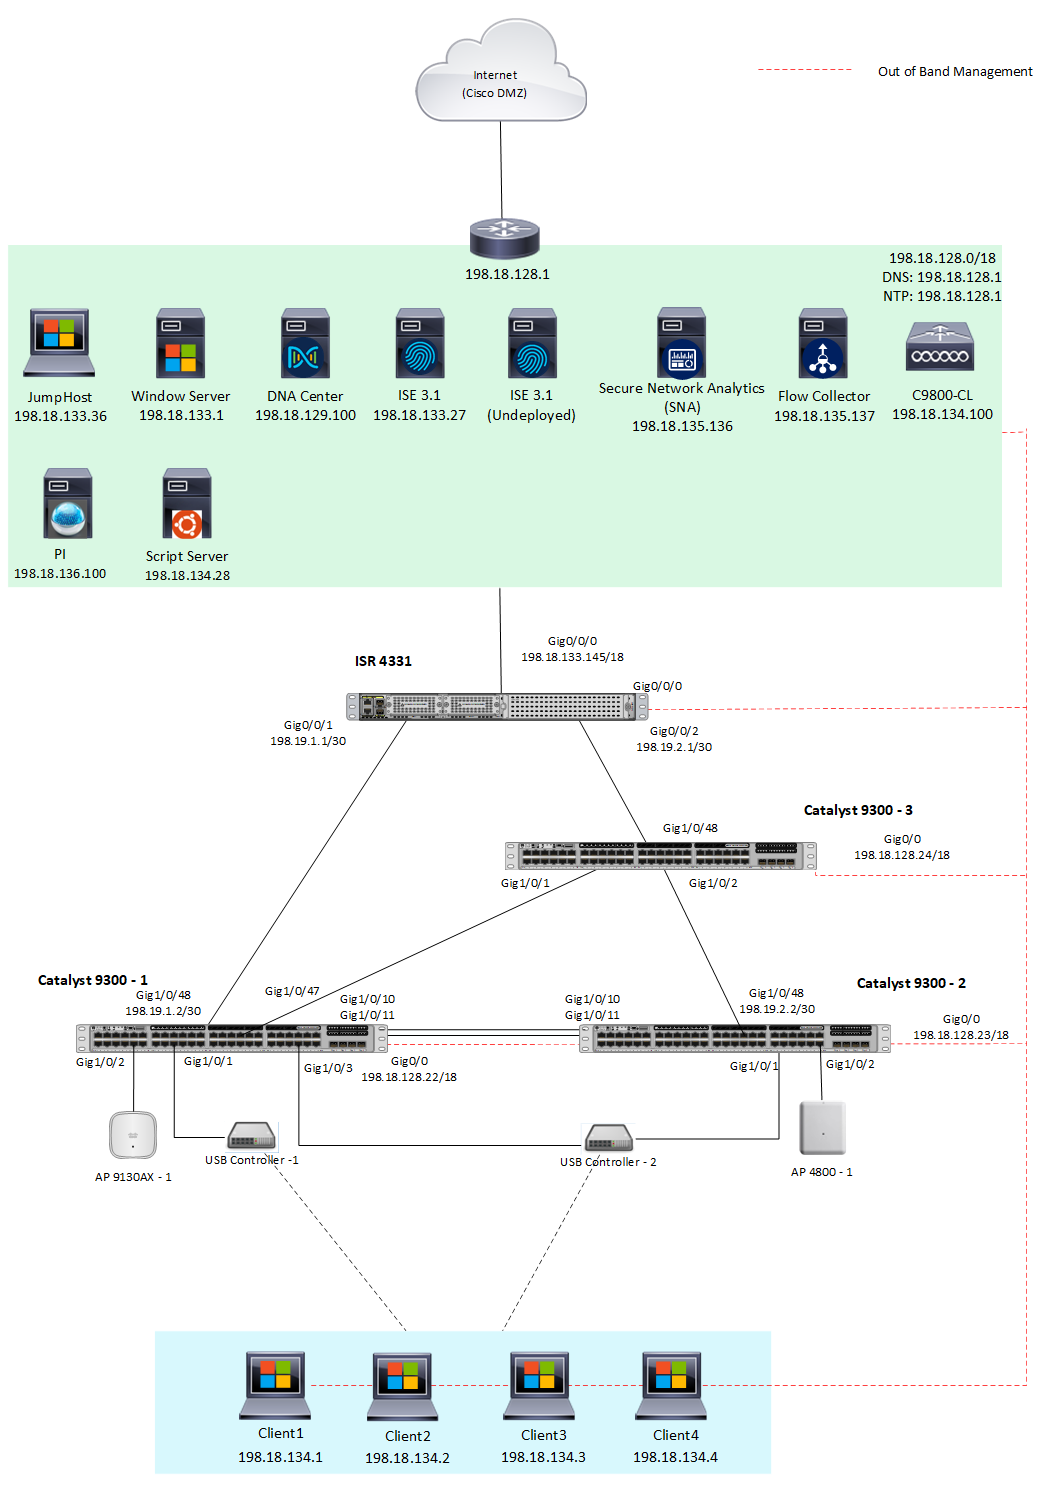 Internet
(Cisco DMZ)
Out of Band Management
198.18.128.1
198.18.128.0/18
DNS: 198.18.128.1
NTP: 198.18.128.1
JumpHost
198.18.133.36
Window Server
198.18.133.1
DNA Center
198.18.129.100
ISE 3.1
198.18.133.27
ISE 3.1
(Undeployed)
Secure Network Analytics
(SNA)
198.18.135.136
Flow Collector
198.18.135.137
C9800-CL
198.18.134.100
PI
198.18.136.100
Script Server
198.18.134.28
Gig0/0/0
198.18.133.145/18
ISR 4331
Gig0/0/0
Gig0/0/1
198.19.1.1/30
Gig0/0/2
198.19.2.1/30
Catalyst 9300 - 3
Gig1/0/48
Gig0/0
198.18.128.24/18
Gig1/0/1
Gig1/0/2
Catalyst 9300 - 1
Gig1/0/48
198.19.1.2/30
Gig1/0/47
Gig1/0/10
Gig1/0/11
Gig1/0/10
Gig1/0/11
Gig1/0/48
198.19.2.2/30
Catalyst 9300 - 2
Gig0/0
198.18.128.23/18
Gig1/0/2
Gig1/0/1
Gig1/0/3
Gig0/0
198.18.128.22/18
Gig1/0/1
Gig1/0/2
AP 9130AX - 1
USB Controller -1
USB Controller - 2
AP 4800 - 1
Client1
198.18.134.1
Client2
198.18.134.2
Client3
198.18.134.3
Client4
198.18.134.4